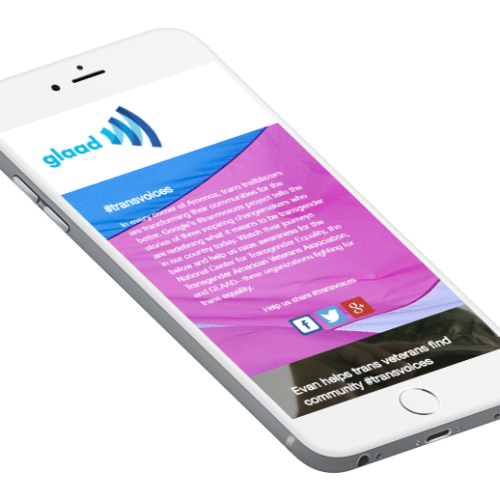 glaad
#transvoices
In every corner of America, trans trailblazers
are transforming their communities for the
better. Google's #transvoices project tells the
stories of these inspiring changemakers who
are redefining what it means to be transgender
in our country today. Watch their journeys
below and help us raise awareness for the
National Center for Transgender Equality, the
Transgender American Veterans Association,
and GLAAD - three organizations fighting for
trans equality.
Help us share #transvoices
f
g+
Evan helps trans veterans find
community #transvoices